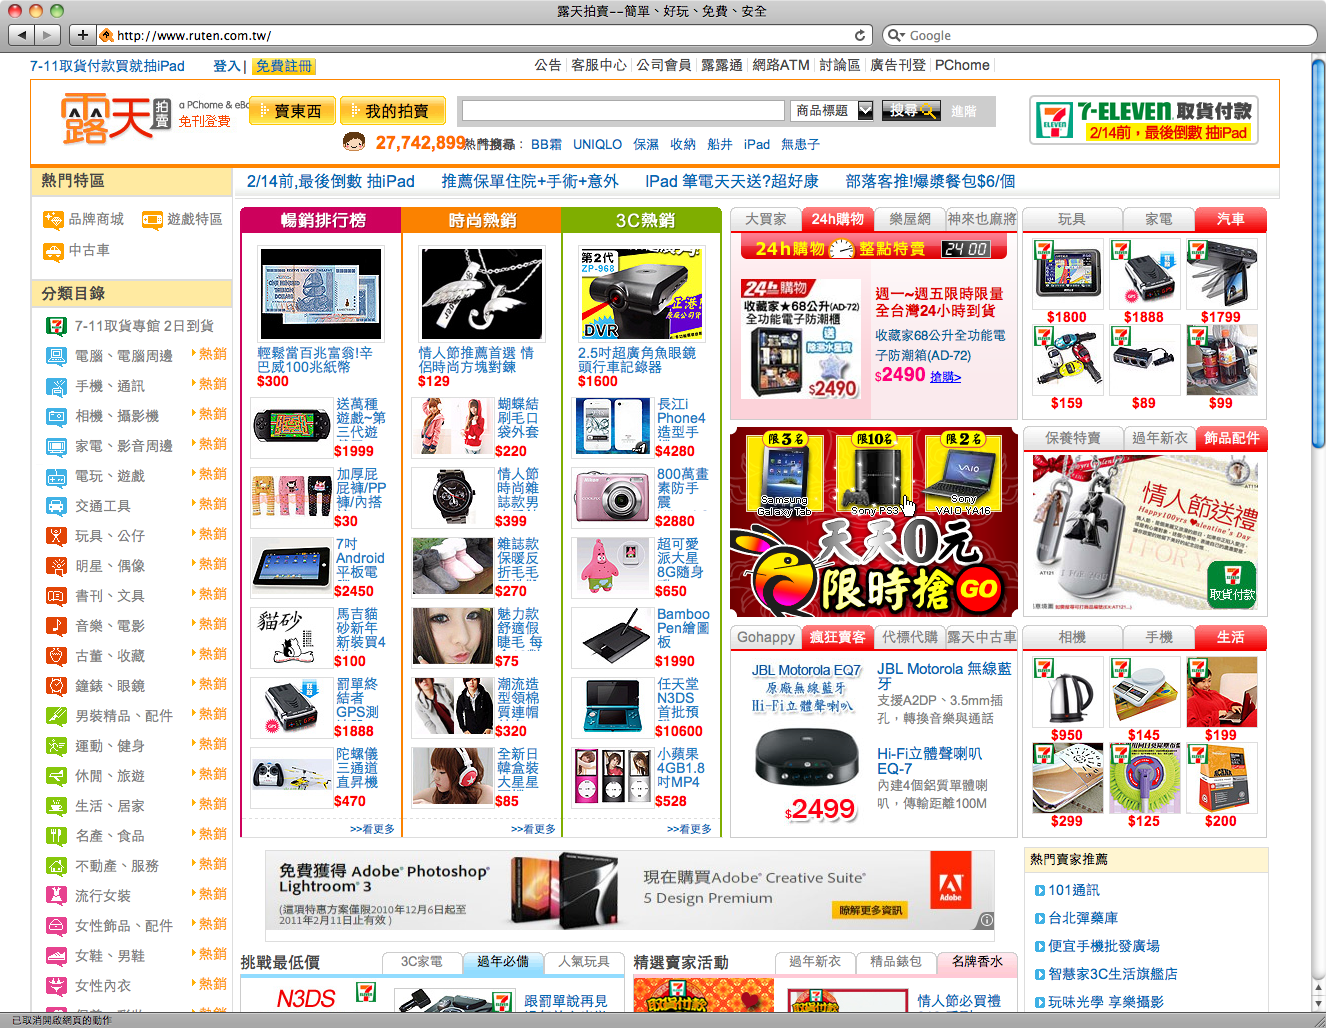 露天拍賣--簡單、好玩、免費、安全
http://www.ruten.com.tw/
Google
7-11取貨付款買就抽iPad
登入 | 免費註冊
公告 客服中心 公司會員 露露通 網路ATM 討論區 廣告刊登 PChome
露天 拍賣
a PChome & eB
免刊登費
賣東西
我的拍賣
商品標題
搜尋
進階
27,742,899
熱門搜尋：
BB霜 UNIQLO 保濕 收納 船井 iPad 無患子
7-ELEVEN 取貨付款
2/14前，最後倒數 抽iPad
熱門特區
品牌商城
遊戲特區
中古車
分類目錄
7-11取貨專館 2日到貨
電腦、電腦周邊 熱銷
手機、通訊 熱銷
相機、攝影機 熱銷
家電、影音周邊 熱銷
電玩、遊戲 熱銷
交通工具 熱銷
玩具、公仔 熱銷
明星、偶像 熱銷
書刊、文具 熱銷
音樂、電影 熱銷
古董、收藏 熱銷
鐘錶、眼鏡 熱銷
男裝精品、配件 熱銷
運動、健身 熱銷
休閒、旅遊 熱銷
生活、居家 熱銷
名產、食品 熱銷
不動產、服務 熱銷
流行女裝 熱銷
女性飾品、配件 熱銷
女鞋、男鞋 熱銷
女性內衣 熱銷
2/14前,最後倒數 抽iPad
推薦保單住院+手術+意外
IPad 筆電天天送?超好康
部落客推!爆漿餐包$6/個
暢銷排行榜
輕鬆當百兆富翁!辛
巴威100兆紙幣
$300
送萬種
遊戲~第
三代遊
$1999
加厚屁
屁褲/PP
褲/內搭
$30
7吋
Android
平板電
$2450
貓砂
馬吉貓
砂新年
新裝買4
$100
罰單終
結者
GPS測
$1888
陀螺儀
三通道
直昇機
$470
>>看更多
時尚熱銷
情人節推薦首選 情
侶時尚方塊對鍊
$129
蝴蝶結
刷毛口
袋外套
$220
情人節
時尚雜
誌款男
$399
雜誌款
保暖反
折毛毛
$270
魅力款
舒適假
睫毛 每
$75
潮流造
型領棉
質連帽
$320
全新日
韓盒裝
大星星
$85
>>看更多
3C熱銷
第2代
ZP-968
DVR
2.5吋超廣角魚眼鏡
頭行車記錄器
$1600
長江i
Phone4
造型手
$4280
800萬畫
素防手
震
$2880
超可愛
派大星
8G隨身
$650
Bamboo
Pen繪圖
板
$1990
任天堂
N3DS
首批預
$10600
小蘋果
4GB1.8
吋MP4
$528
>>看更多
大買家 24h購物 樂屋網 神來也麻將
24h購物 整點特賣 24 00
24h購物
收藏家★68公升(AD-72)
全功能電子防潮櫃
送
$2490
週一~週五限時限量
全台灣24小時到貨
收藏家68公升全功能電
子防潮箱(AD-72)
$2490 搶購>
限3名 限10名 限2名
Samsung
Galaxy Tab
Sony PS3
Sony
VAIO YA16
天天0元
限時搶 GO
Gohappy 瘋狂賣客 代標代購 露天中古車
JBL Motorola EQ7
原廠無線藍牙
Hi-Fi立體聲喇叭
$2499
JBL Motorola 無線藍
牙
支援A2DP、3.5mm插
孔，轉換音樂與通話
Hi-Fi立體聲喇叭
EQ-7
內建4個鋁質單體喇
叭，傳輸距離100M
玩具 家電 汽車
$1800 $1888 $1799
$159 $89 $99
保養特賣 過年新衣 飾品配件
情人節送禮
Happy100yrs Valentine's Day
取貨付款
相機 手機 生活
$950 $145 $199
$299 $125 $200
免費獲得 Adobe® Photoshop®
Lightroom® 3
(這項特惠方案僅限2010年12月6日起至
2011年2月11日止有效)
現在購買Adobe® Creative Suite®
5 Design Premium
瞭解更多資訊
Adobe
熱門賣家推薦
101通訊
台北彈藥庫
便宜手機批發廣場
智慧家3C生活旗艦店
玩味光學 享樂攝影
挑戰最低價
3C家電 過年必備 人氣玩具
N3DS
跟罰單說再見
精選賣家活動
過年新衣 精品錶包 名牌香水
取貨付款
情人節必買禮
已取消開啟網頁的動作